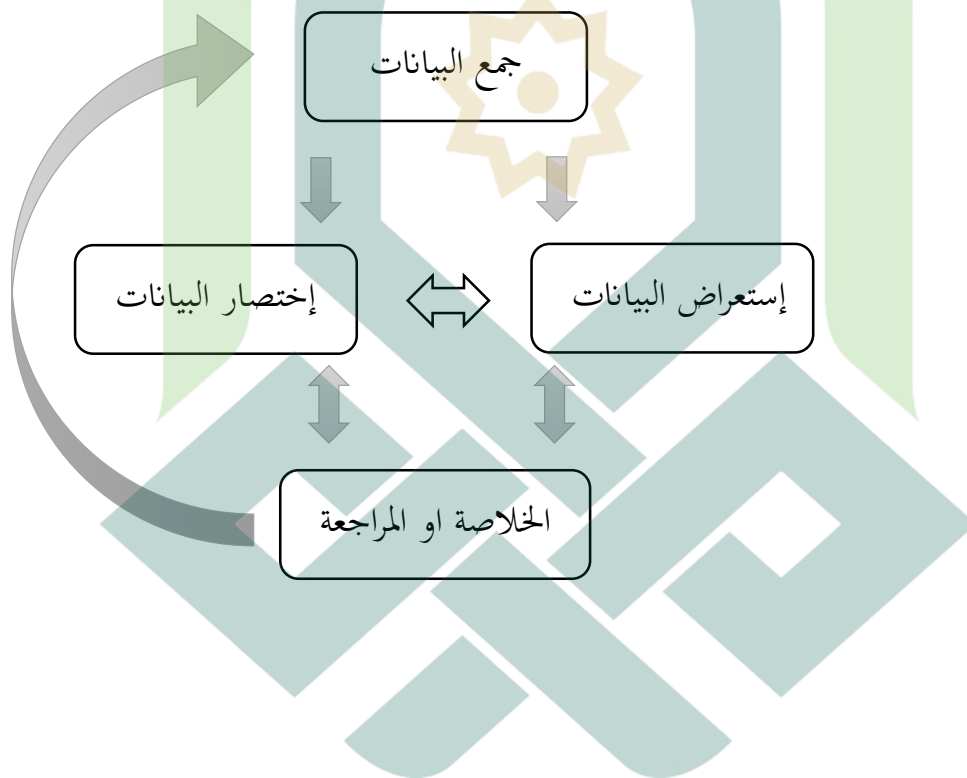 جمع البيانات
إستعراض البيانات
إختصار البيانات
الخلاصة او المراجعة